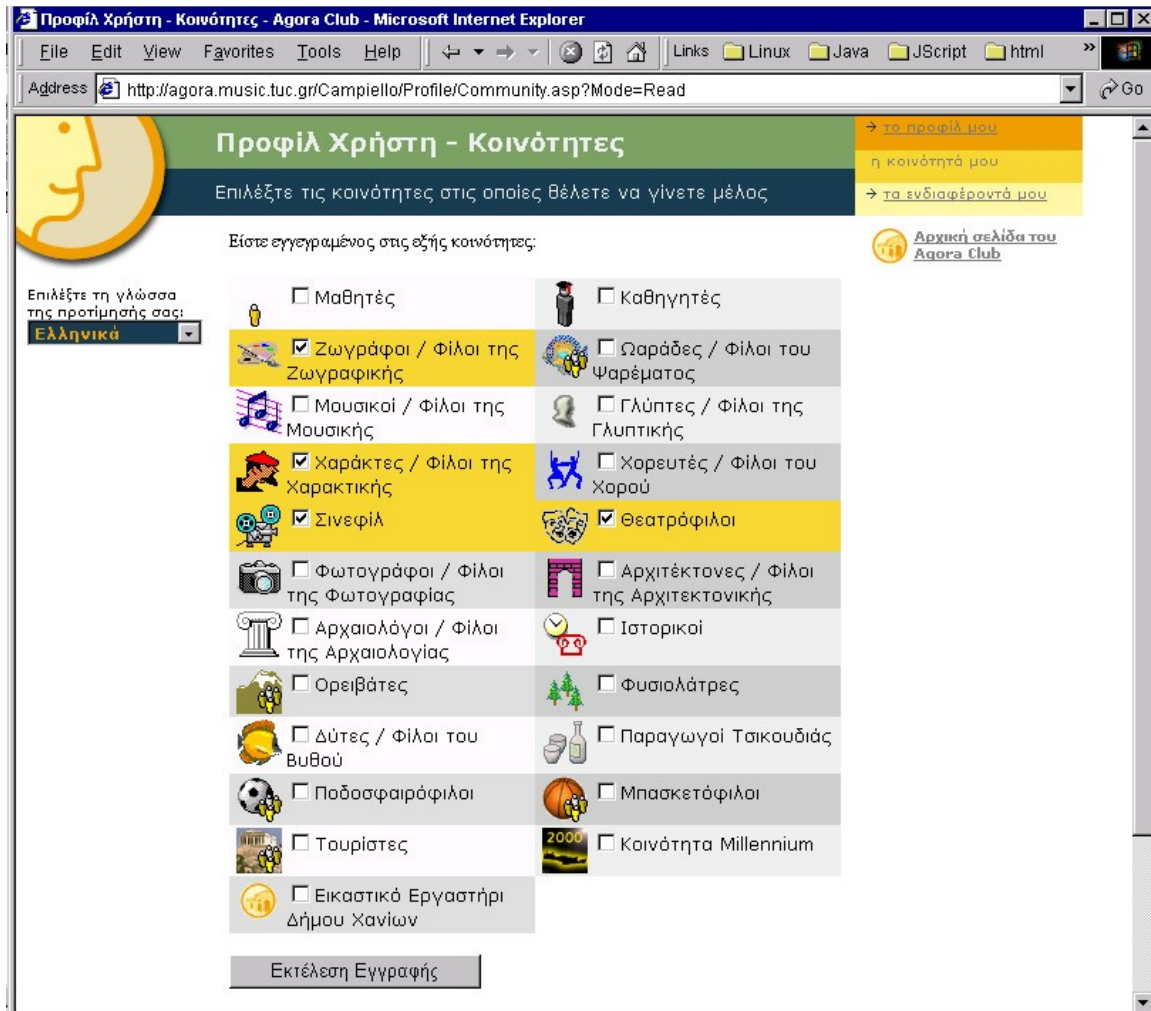 Προφίλ Χρήστη - Κοινότητες - Agora Club - Microsoft Internet Explorer
File Edit View Favorites Tools Help Links Linux Java JScript html »
Address http://agora.music.tuc.gr/Campiello/Profile/Community.asp?Mode=Read Go
Προφίλ Χρήστη - Κοινότητες
Επιλέξτε τις κοινότητες στις οποίες θέλετε να γίνετε μέλος
το προφίλ μου
η κοινότητά μου
τα ενδιαφέροντά μου
Αρχική σελίδα του
Agora Club
Επιλέξτε τη γλώσσα
της προτίμησής σας:
Ελληνικά
Είστε εγγεγραμένος στις εξής κοινότητες:
Μαθητές
Καθηγητές
Ζωγράφοι / Φίλοι της
Ζωγραφικής
Ωαράδες / Φίλοι του
Ψαρέματος
Μουσικοί / Φίλοι της
Μουσικής
Γλύπτες / Φίλοι της
Γλυπτικής
Χαράκτες / Φίλοι της
Χαρακτικής
Χορευτές / Φίλοι του
Χορού
Σινεφίλ
Θεατρόφιλοι
Φωτογράφοι / Φίλοι
της Φωτογραφίας
Αρχιτέκτονες / Φίλοι
της Αρχιτεκτονικής
Αρχαιολόγοι / Φίλοι
της Αρχαιολογίας
Ιστορικοί
Ορειβάτες
Φυσιολάτρες
Δύτες / Φίλοι του
Βυθού
Παραγωγοί Τσικουδιάς
Ποδοσφαιρόφιλοι
Μπασκετόφιλοι
Τουρίστες
2000
Κοινότητα Millennium
Εικαστικό Εργαστήρι
Δήμου Χανίων
Εκτέλεση Εγγραφής